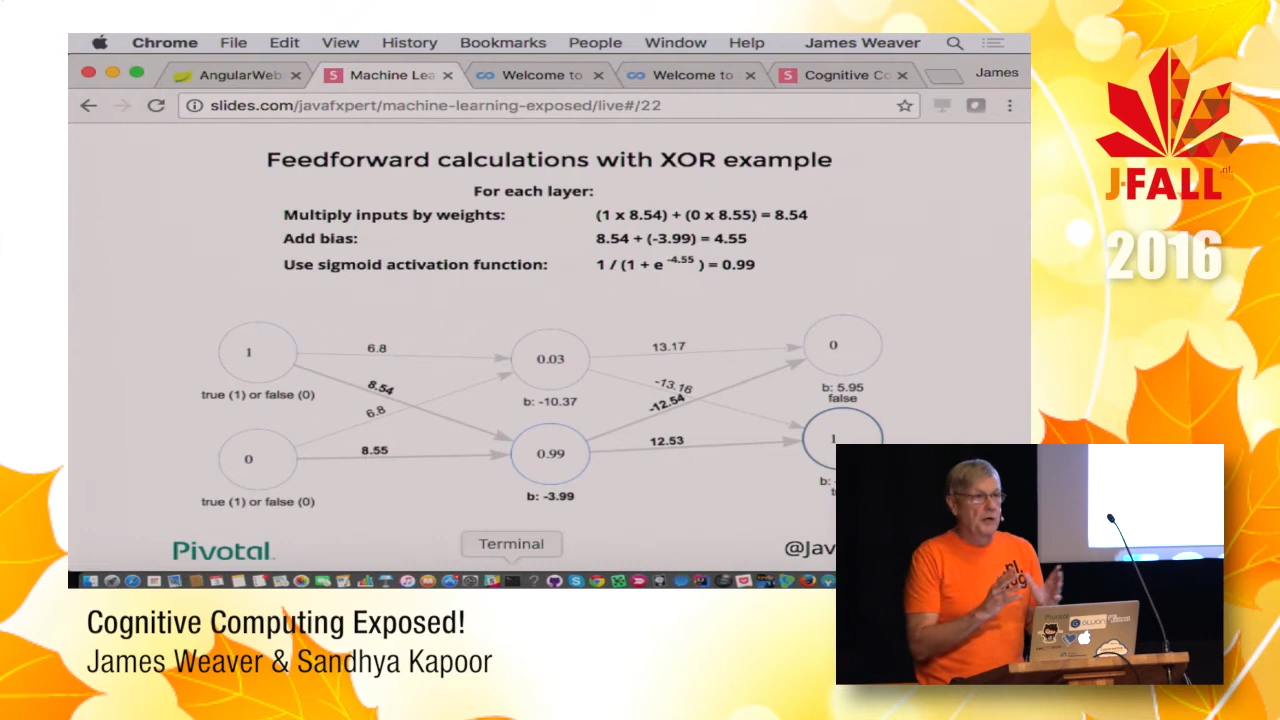 Chrome File Edit View History Bookmarks People Window Help James Weaver
AngularWeb Machine Lea Welcome to Welcome to Cognitive Co James
slides.com/javafxpert/machine-learning-exposed/live#/22
Feedforward calculations with XOR example
For each layer:
Multiply inputs by weights: (1 x 8.54) + (0 x 8.55) = 8.54
Add bias: 8.54 + (-3.99) = 4.55
Use sigmoid activation function: 1 / (1 + e -4.55 ) = 0.99
1 6.8 0.03 13.17 0
true (1) or false (0) 8.54 b: -10.37 -13.16 b: 5.95
false
6.8 -12.54
0 8.55 0.99 12.53 1
true (1) or false (0) b: -3.99 b:
Pivotal Terminal @Jav
J-FALL.nl
2016
Cognitive Computing Exposed!
James Weaver & Sandhya Kapoor